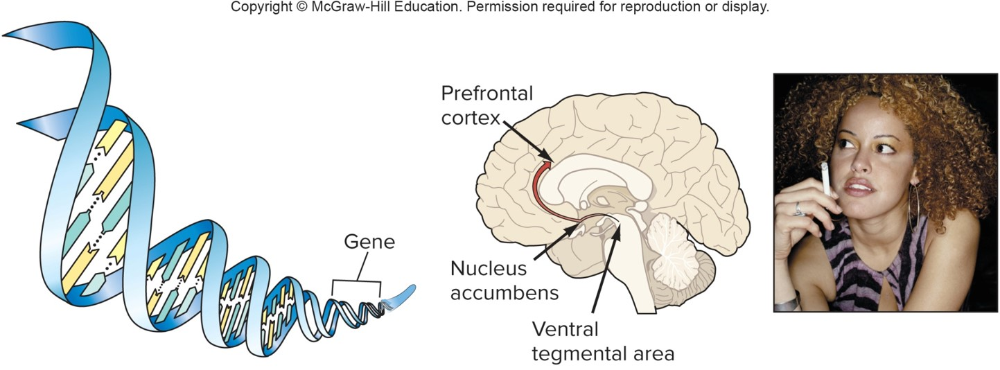 Copyright © McGraw-Hill Education. Permission required for reproduction or display.
Gene
Prefrontal
cortex
Nucleus
accumbens
Ventral
tegmental area